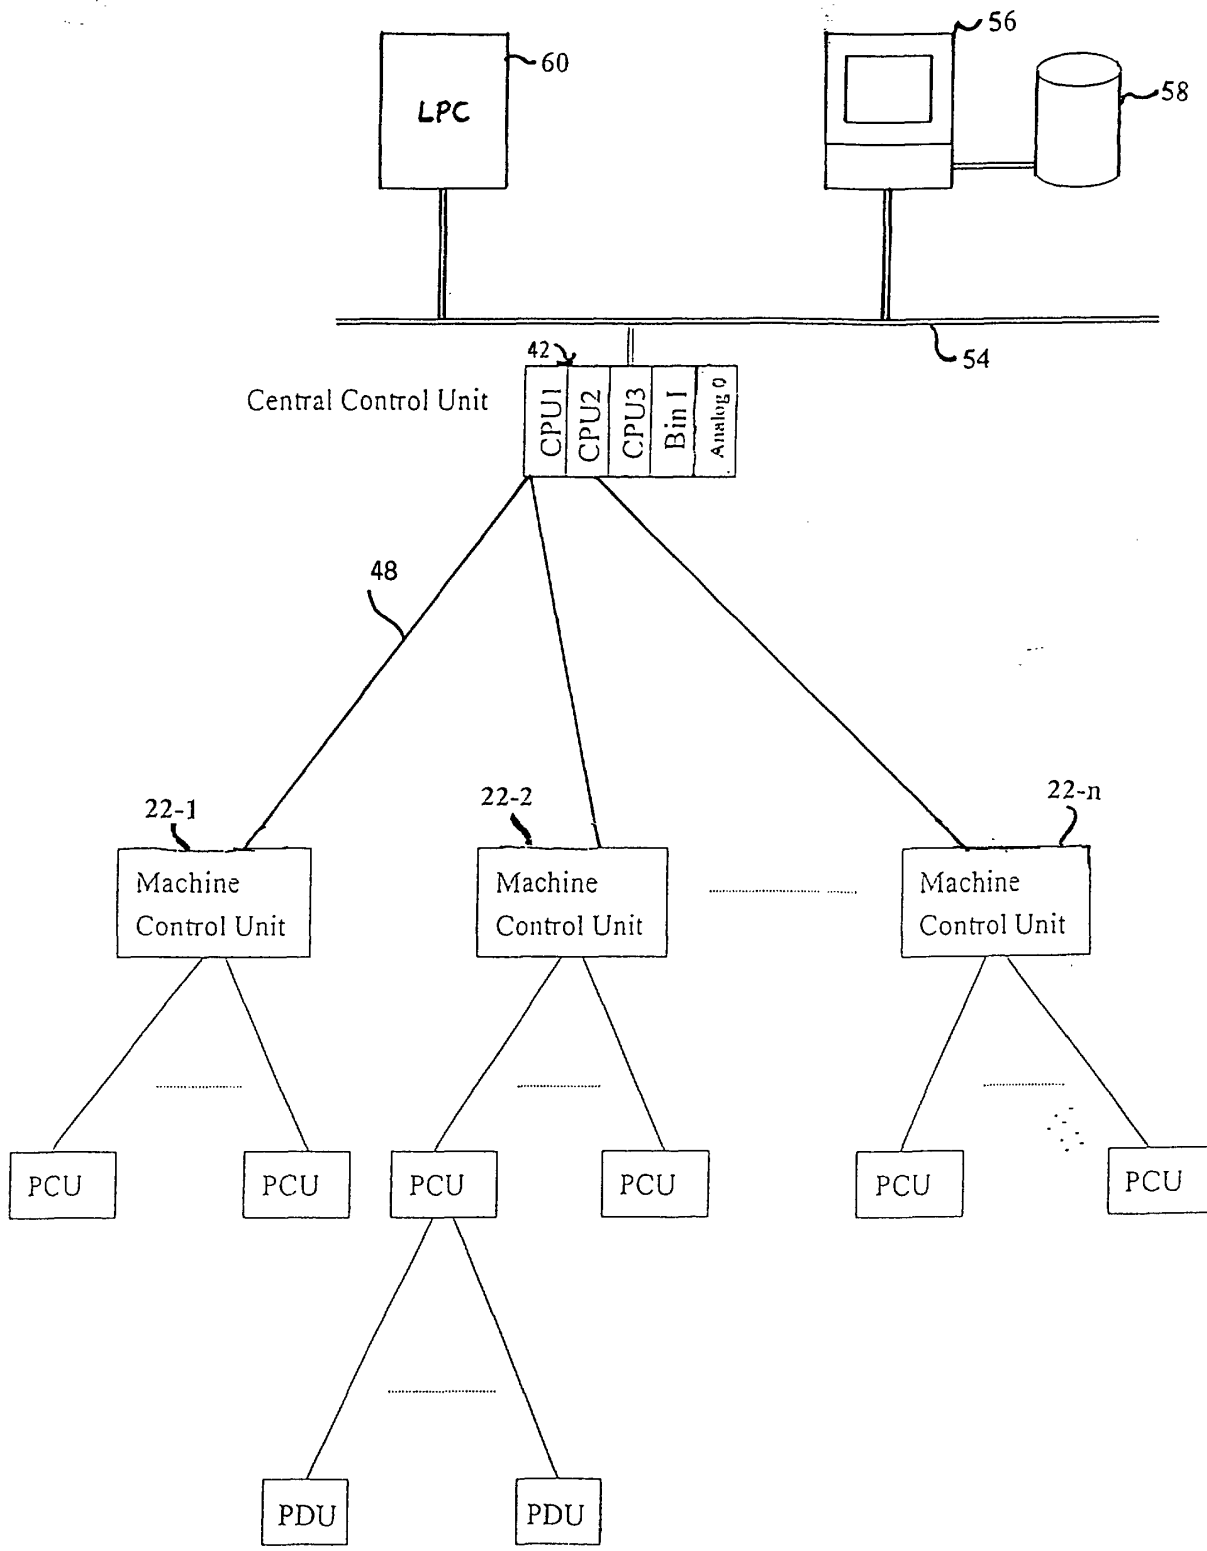 56
60
58
LPC
54
42
Central Control Unit
CPU1
CPU2
CPU3
Bin I
Analog 0
48
22-1
22-2
22-n
Machine
Control Unit
Machine
Control Unit
Machine
Control Unit
PCU
PCU
PCU
PCU
PCU
PCU
PDU
PDU